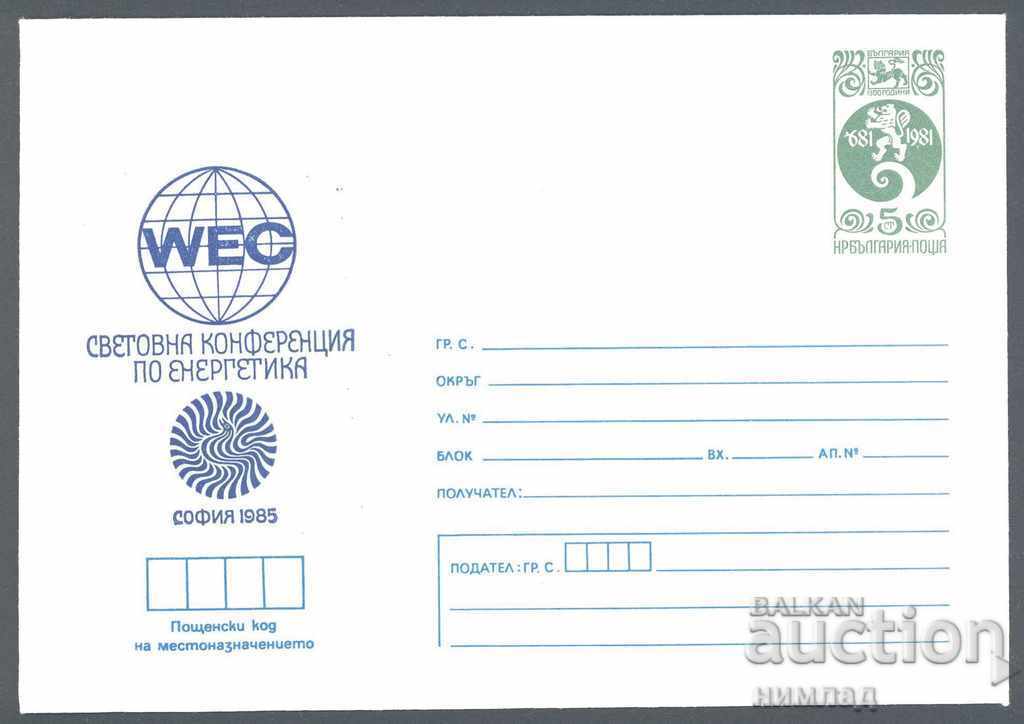 БЪЛГАРИЯ
1300 ГОДИНИ
681 1981
5 СТ
НР БЪЛГАРИЯ·ПОЩА
WEC
СВЕТОВНА КОНФЕРЕНЦИЯ
ПО ЕНЕРГЕТИКА
СОФИЯ 1985
ГР. С.
ОКРЪГ
УЛ. №
БЛОК ВХ. АП. №
ПОЛУЧАТЕЛ:
ПОДАТЕЛ: ГР. С.
Пощенски код
на местоназначението
BALKAN
auction
НИМПАД